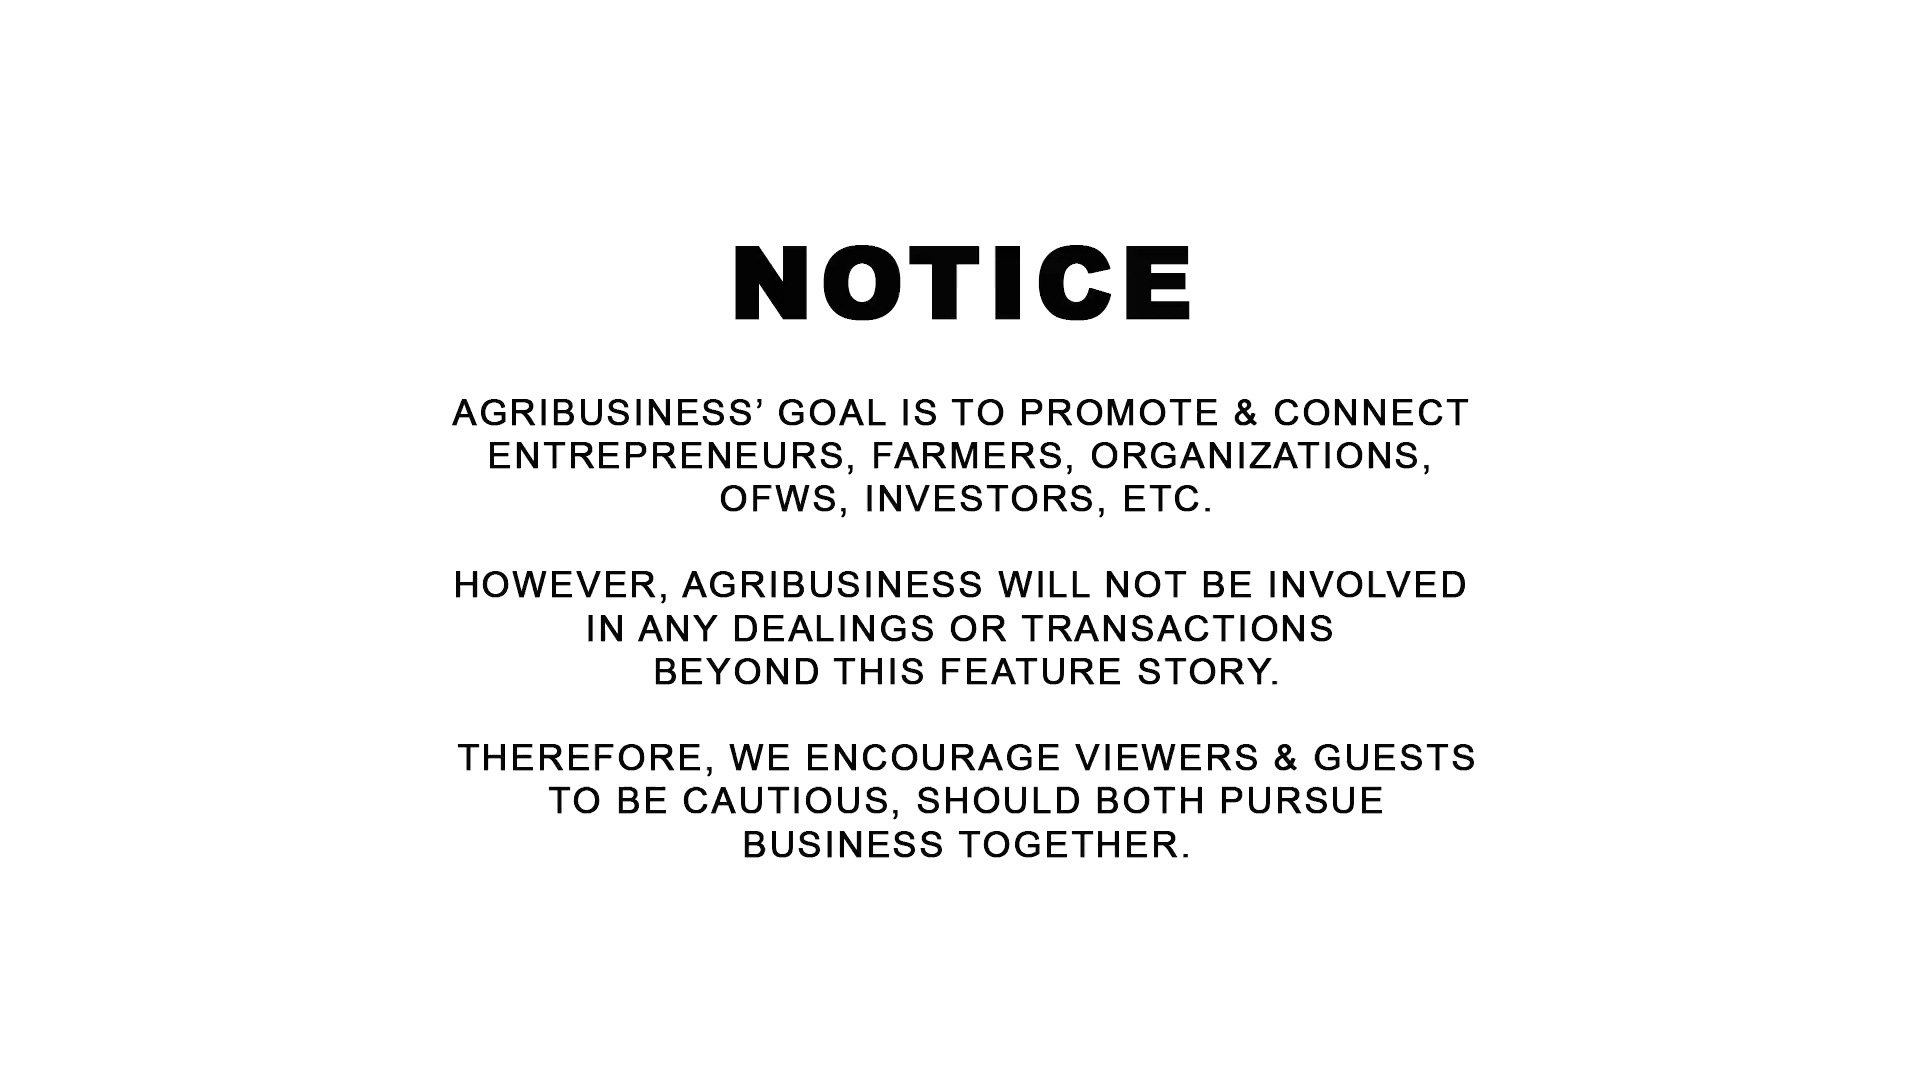 NOTICE
AGRIBUSINESS’ GOAL IS TO PROMOTE & CONNECT
ENTREPRENEURS, FARMERS, ORGANIZATIONS,
OFWS, INVESTORS, ETC.
HOWEVER, AGRIBUSINESS WILL NOT BE INVOLVED
IN ANY DEALINGS OR TRANSACTIONS
BEYOND THIS FEATURE STORY.
THEREFORE, WE ENCOURAGE VIEWERS & GUESTS
TO BE CAUTIOUS, SHOULD BOTH PURSUE
BUSINESS TOGETHER.